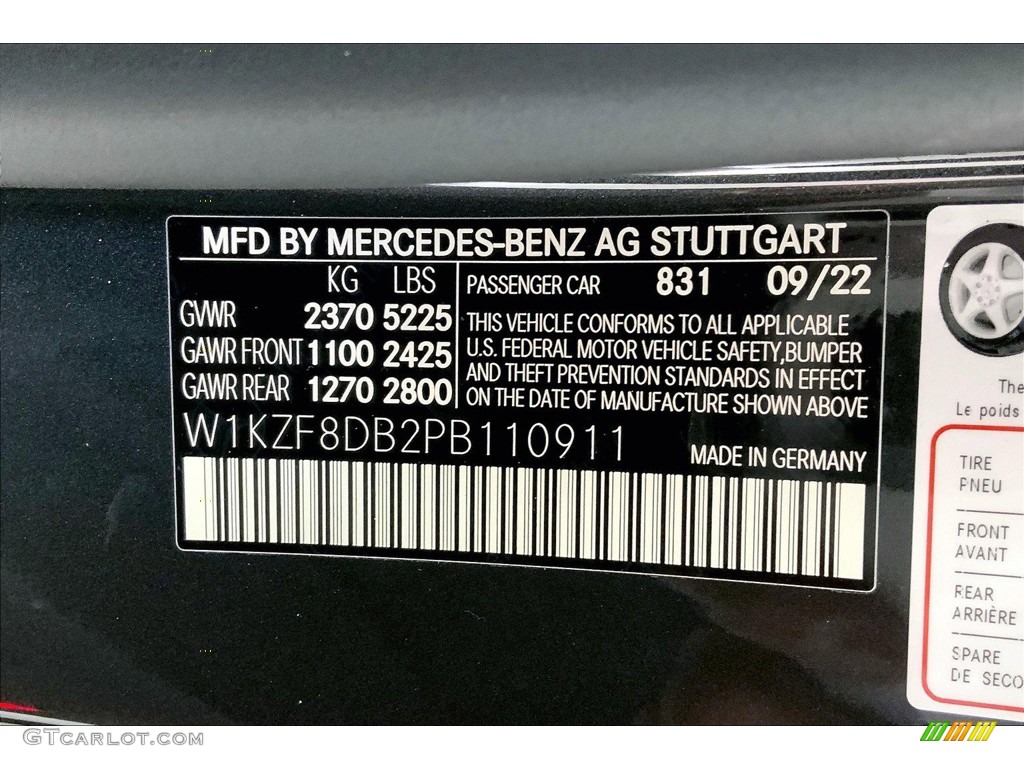 MFD BY MERCEDES-BENZ AG STUTTGART
KG LBS
GVWR 2370 5225
GAWR FRONT 1100 2425
GAWR REAR 1270 2800
PASSENGER CAR 831 09/22
THIS VEHICLE CONFORMS TO ALL APPLICABLE
U.S. FEDERAL MOTOR VEHICLE SAFETY,BUMPER
AND THEFT PREVENTION STANDARDS IN EFFECT
ON THE DATE OF MANUFACTURE SHOWN ABOVE
W1KZF8DB2PB110911
MADE IN GERMANY
The
Le poids
TIRE
PNEU
FRONT
AVANT
REAR
ARRIÈRE
SPARE
DE SECO
GTcarlot.com